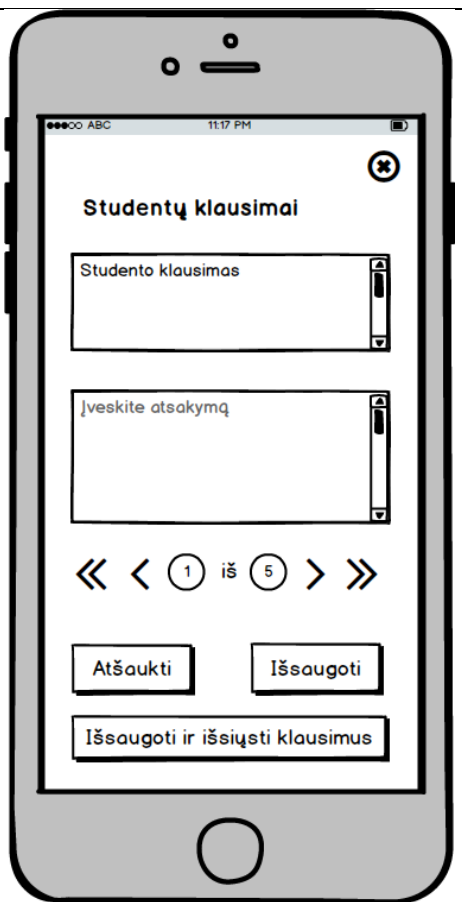 ABC 11:17 PM
Studentų klausimai
Studento klausimas
Įveskite atsakymą
1 iš 5
Atšaukti Išsaugoti
Išsaugoti ir išsiųsti klausimus